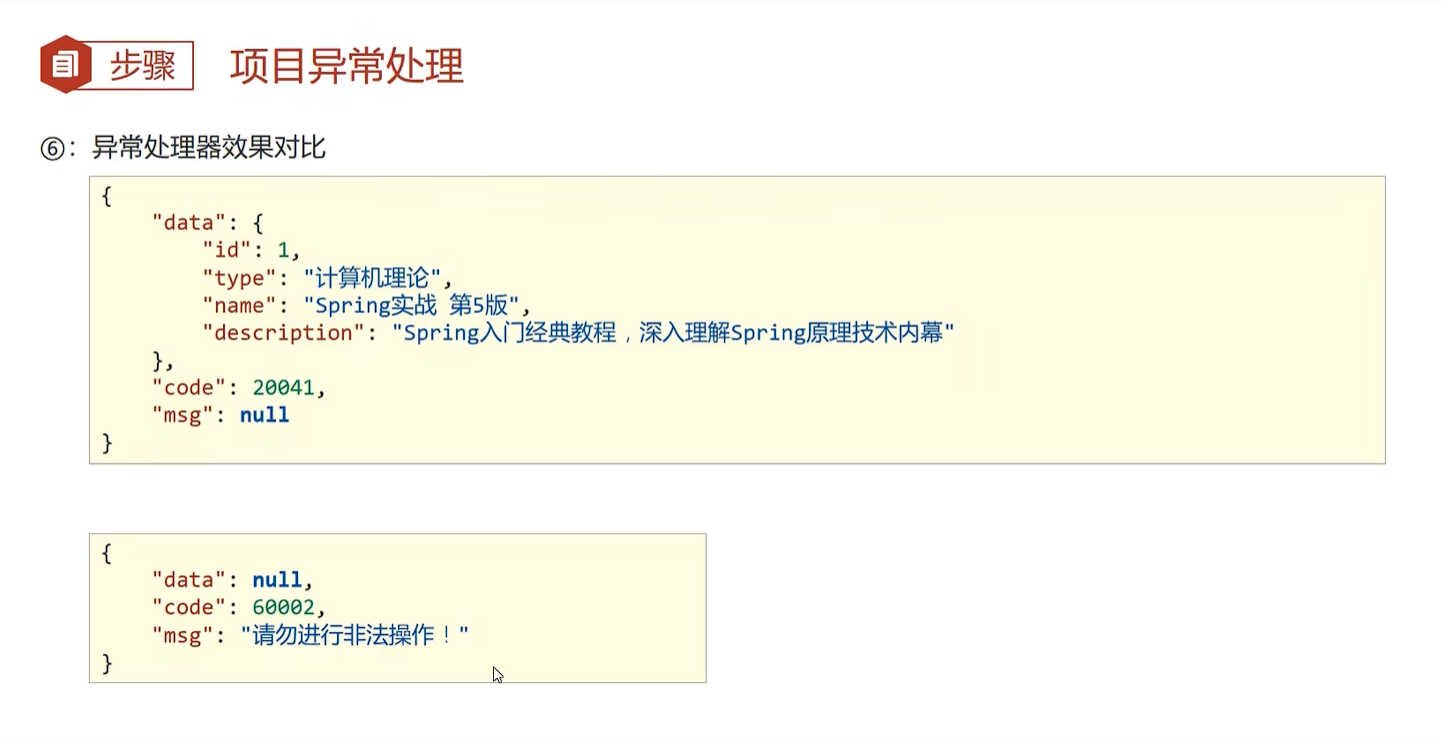 步骤 项目异常处理
⑥：异常处理器效果对比
{
    "data": {
        "id": 1,
        "type": "计算机理论",
        "name": "Spring实战 第5版",
        "description": "Spring入门经典教程，深入理解Spring原理技术内幕"
    },
    "code": 20041,
    "msg": null
}
{
    "data": null,
    "code": 60002,
    "msg": "请勿进行非法操作！"
}